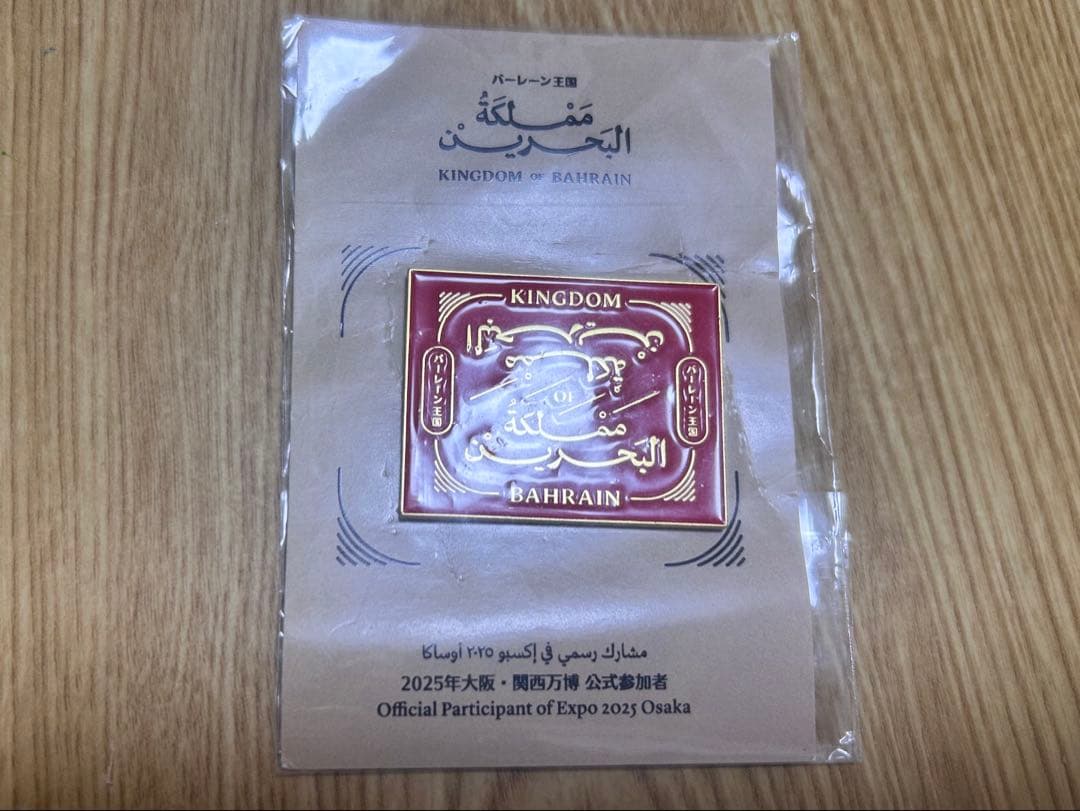 バーレーン王国
مَمْلَكَةُ
البَحْرَيْن
KINGDOM OF BAHRAIN
KINGDOM
البَحْرَيْن
مَمْلَكَةُ
バーレーン王国
OF
バーレーン王国
مَمْلَكَةُ
البَحْرَيْن
BAHRAIN
مشارك رسمي في إكسبو ٢٠٢٥ أوساكا
2025年大阪・関西万博 公式参加者
Official Participant of Expo 2025 Osaka